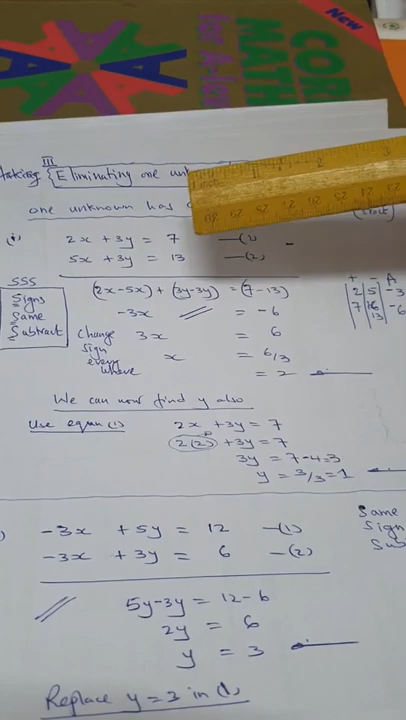 New
COR
MATH
for A-le
III
{Eliminating one
one unknown has
(i) 2x + 3y = 7 —(1)
5x + 3y = 13 —(2)
SSS
Signs
Same
Subtract
(2x-5x) + (3y-3y) = (7-13)
-3x = -6
Change 3x = 6
Sign
every
where
x = 6/3
= 2
We can now find y also
Use equn (1) 2x + 3y = 7
2(2) + 3y = 7
3y = 7-4=3
y = 3/3 = 1
-3x + 5y = 12 —(1)
-3x + 3y = 6 —(2)
Same
Sign
Sub
5y-3y = 12-6
2y = 6
y = 3
Replace y = 3 in (1)